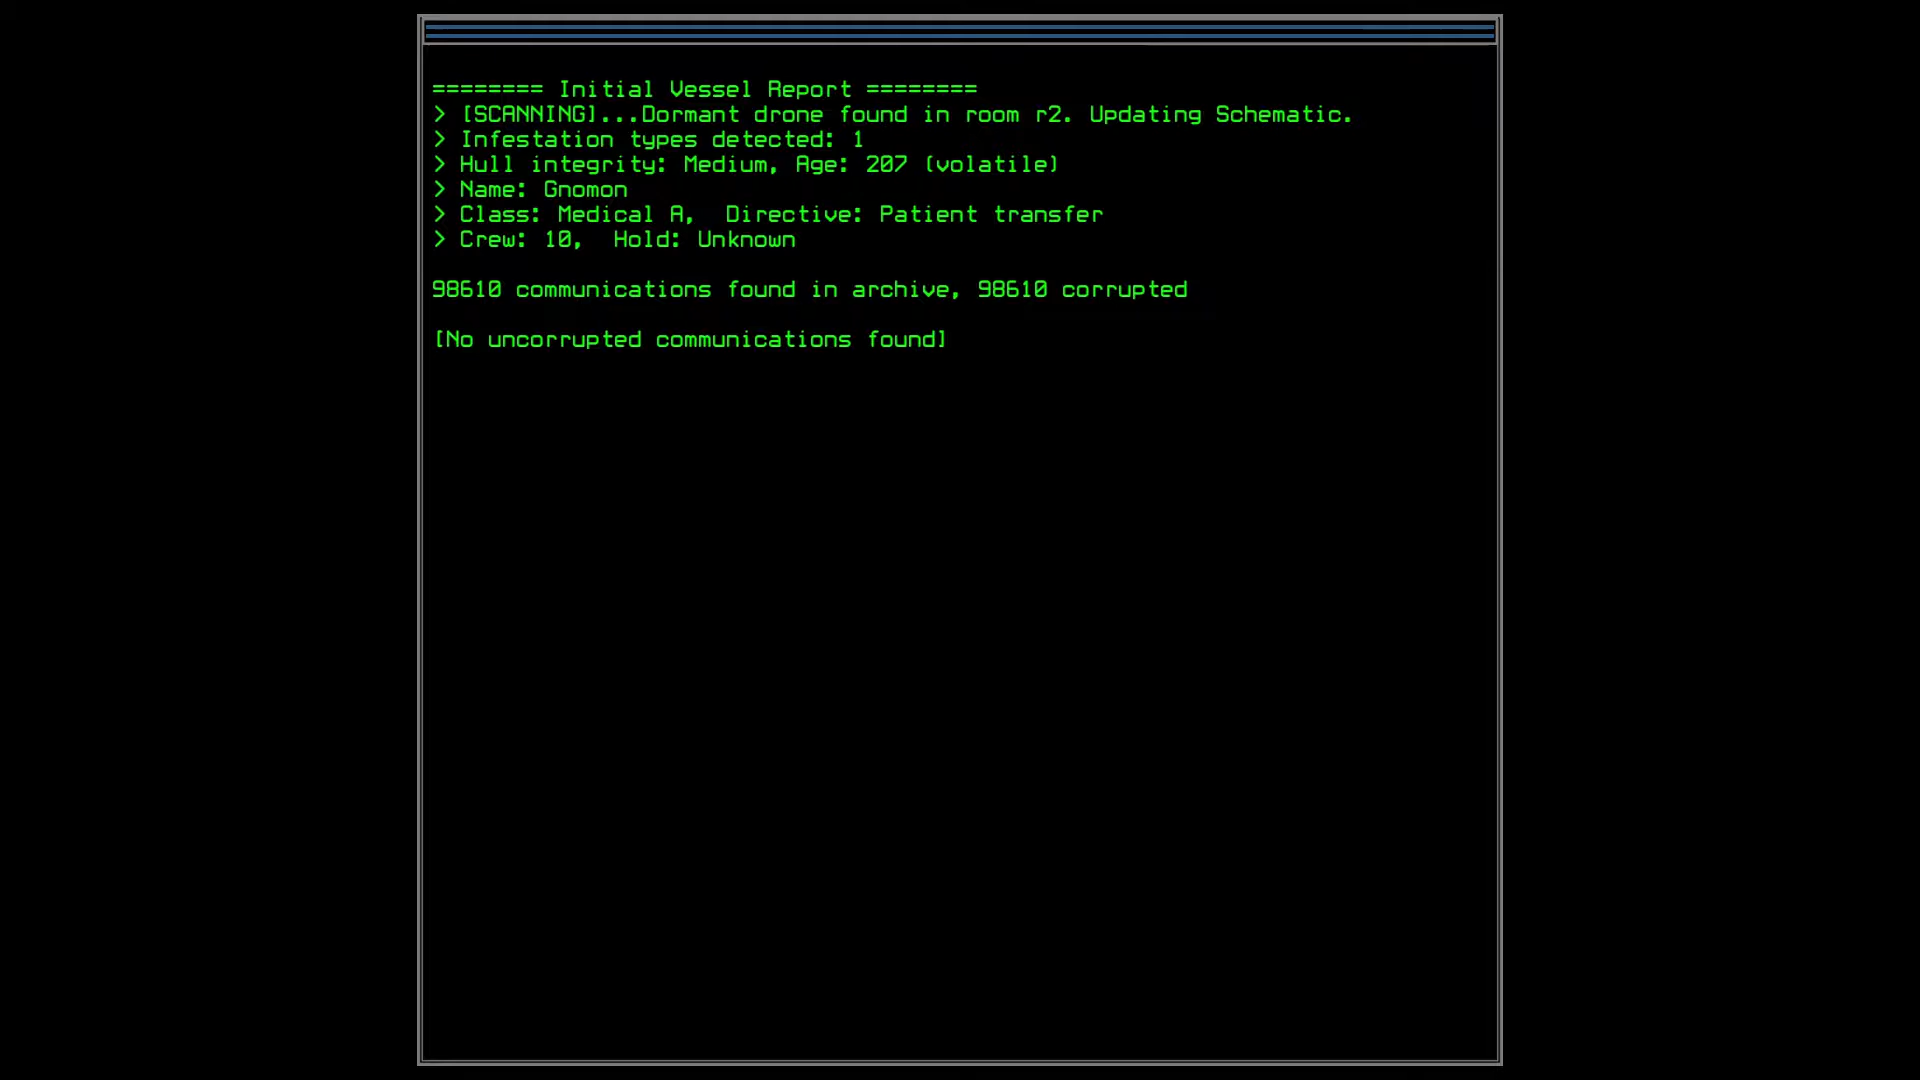 ======== Initial Vessel Report ========
> [SCANNING]...Dormant drone found in room r2. Updating Schematic.
> Infestation types detected: 1
> Hull integrity: Medium, Age: 207 (volatile)
> Name: Gnomon
> Class: Medical A,  Directive: Patient transfer
> Crew: 10,  Hold: Unknown
98610 communications found in archive, 98610 corrupted
[No uncorrupted communications found]